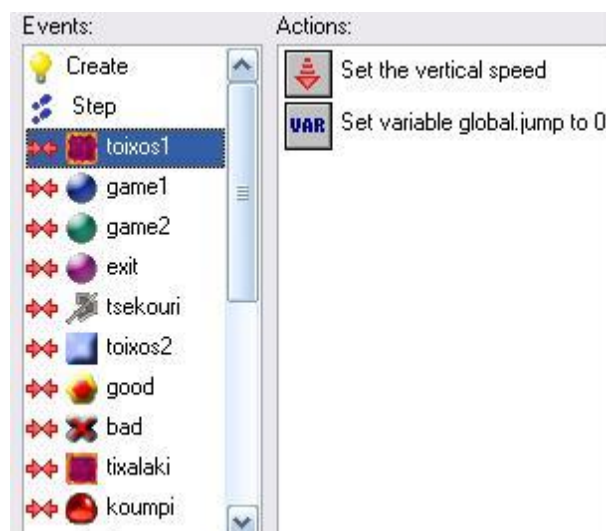 Events:
Create
Step
toixos1
game1
game2
exit
tsekouri
toixos2
good
bad
tixalaki
koumpi
Actions:
Set the vertical speed
VAR Set variable global.jump to 0